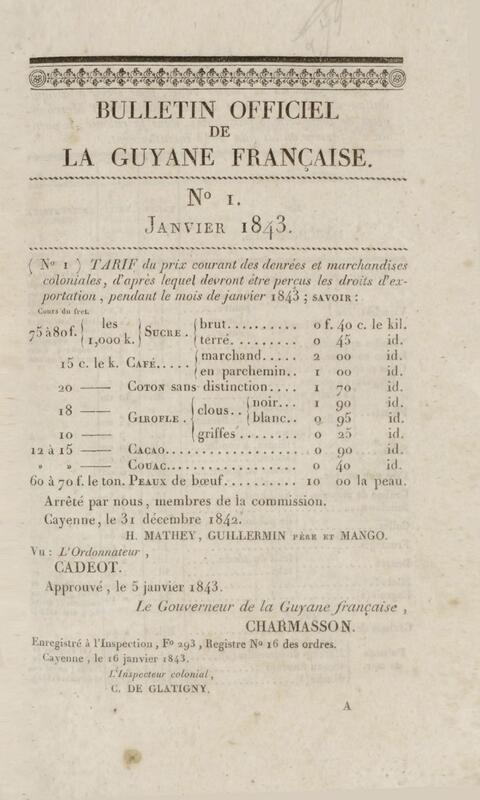 BULLETIN OFFICIEL
DE
LA GUYANE FRANÇAISE.
Nº 1.
JANVIER 1843.
( Nº 1 ) TARIF du prix courant des denrées et marchandises
coloniales, d'après lequel devront être perçus les droits d'ex-
portation, pendant le mois de janvier 1843 ; SAVOIR :
Cours du fret.
75 à 80 f. { les 1,000 k. } SUCRE. { brut.......... 0 f. 40 c. le kil.
{ terré......... 0 45 id.
15 c. le k. CAFÉ..... { marchand..... 2 00 id.
{ en parchemin.. 1 00 id.
20 —— COTON sans distinction.... 1 70 id.
18 —— GIROFLE. { clous.. { noir... 1 90 id.
{ blanc.. 0 95 id.
10 —— { griffes........ 0 25 id.
12 à 15 —— CACAO.................. 0 90 id.
» » —— COUAC.................. 0 40 id.
60 à 70 f. le ton. PEAUX de bœuf........... 10 00 la peau.
Arrêté par nous, membres de la commission.
Cayenne, le 31 décembre 1842.
H. MATHEY, GUILLERMIN PÈRE ET MANGO.
Vu : L'Ordonnateur,
CADEOT.
Approuvé, le 5 janvier 1843.
Le Gouverneur de la Guyane française,
CHARMASSON.
Enregistré à l'Inspection, Fº 293, Registre Nº 16 des ordres.
Cayenne, le 16 janvier 1843.
L'Inspecteur colonial,
C. DE GLATIGNY.
A